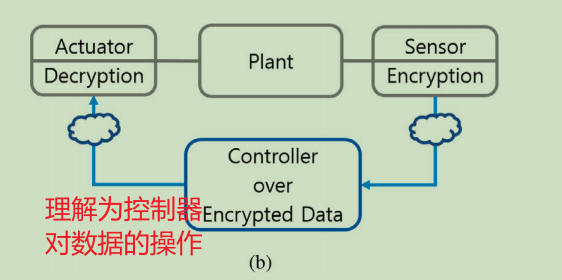 Actuator
Decryption
Plant
Sensor
Encryption
Controller
over
Encrypted Data
理解为控制器
对数据的操作
(b)